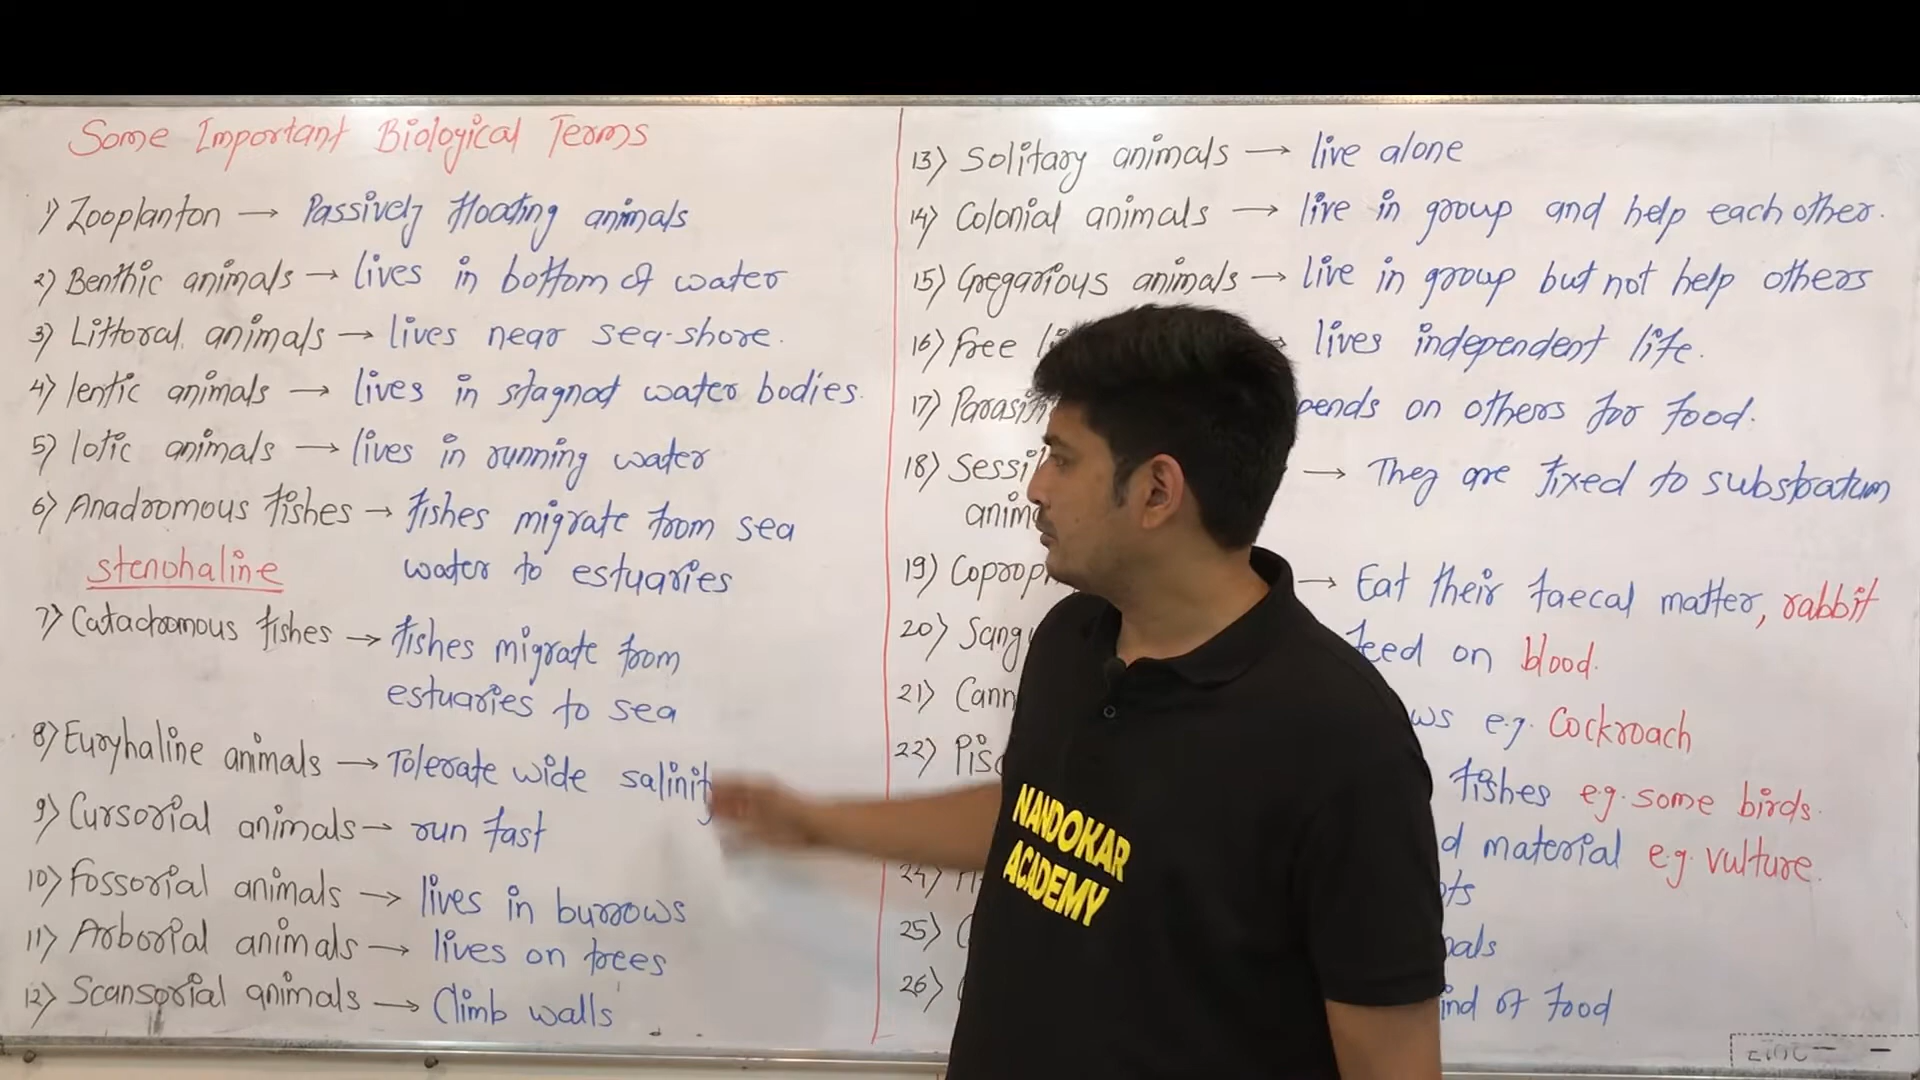 Some Important Biological Terms
1) Zooplanton → Passively floating animals
2) Benthic animals → lives in bottom of water
3) Littoral animals → lives near sea-shore.
4) lentic animals → lives in stagnat water bodies.
5) lotic animals → lives in running water
6) Anadromous fishes → fishes migrate from sea
stenohaline water to estuaries
7) Catachromous fishes → fishes migrate from
estuaries to sea
8) Euryhaline animals → Tolerate wide salinity
9) Cursorial animals → run fast
10) Fossorial animals → lives in burrows
11) Arborial animals → lives on trees
12) Scansorial animals → Climb walls
13) Solitary animals → live alone
14) Colonial animals → live in group and help each other.
15) Gregarious animals → live in group but not help others
16) Free → lives independent life.
17) on others for food.
18) → They are fixed to substratum
19) → Eat their faecal matter, rabbit
20) feed on blood.
21) e.g. Cockroach
22) fishes e.g. some birds.
material e.g. vulture.
24)
25)
26) of food
NANDOKAR
ACADEMY